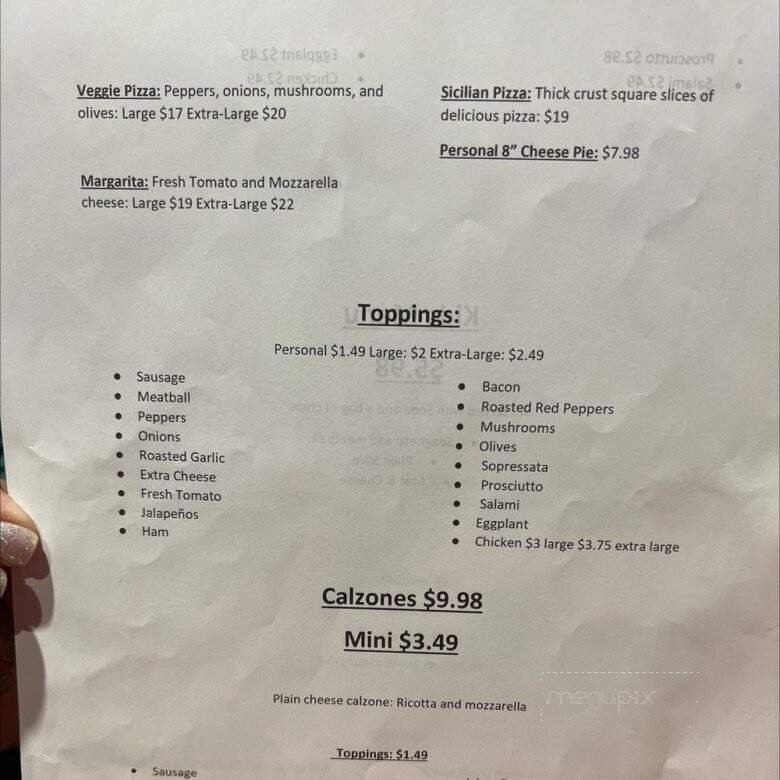 Veggie Pizza: Peppers, onions, mushrooms, and
olives: Large $17 Extra-Large $20
Margarita: Fresh Tomato and Mozzarella
cheese: Large $19 Extra-Large $22
Sicilian Pizza: Thick crust square slices of
delicious pizza: $19
Personal 8” Cheese Pie: $7.98
Toppings:
Personal $1.49 Large: $2 Extra-Large: $2.49
• Sausage
• Meatball
• Peppers
• Onions
• Roasted Garlic
• Extra Cheese
• Fresh Tomato
• Jalapeños
• Ham
• Bacon
• Roasted Red Peppers
• Mushrooms
• Olives
• Sopressata
• Prosciutto
• Salami
• Eggplant
• Chicken $3 large $3.75 extra large
Calzones $9.98
Mini $3.49
Plain cheese calzone: Ricotta and mozzarella
menupix
Toppings: $1.49
• Sausage